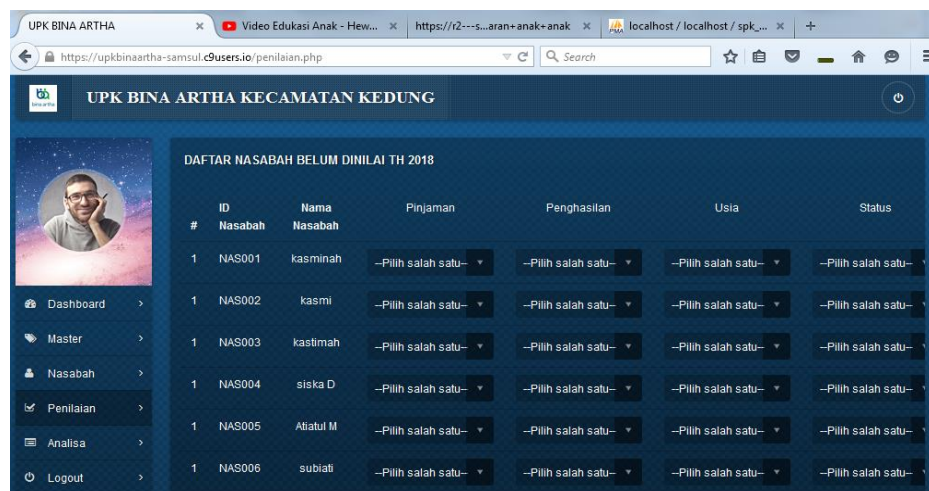 UPK BINA ARTHA
Video Edukasi Anak - Hew...
https://r2---s...aran+anak+anak
localhost / localhost / spk_...
https://upkbinaartha-samsul.c9users.io/penilaian.php
Search
bina artha
UPK BINA ARTHA KECAMATAN KEDUNG
DAFTAR NASABAH BELUM DINILAI TH 2018
# ID Nasabah Nama Nasabah Pinjaman Penghasilan Usia Status
1 NAS001 kasminah --Pilih salah satu-- --Pilih salah satu-- --Pilih salah satu-- --Pilih salah satu--
1 NAS002 kasmi --Pilih salah satu-- --Pilih salah satu-- --Pilih salah satu-- --Pilih salah satu--
1 NAS003 kastimah --Pilih salah satu-- --Pilih salah satu-- --Pilih salah satu-- --Pilih salah satu--
1 NAS004 siska D --Pilih salah satu-- --Pilih salah satu-- --Pilih salah satu-- --Pilih salah satu--
1 NAS005 Atiatul M --Pilih salah satu-- --Pilih salah satu-- --Pilih salah satu-- --Pilih salah satu--
1 NAS006 subiati --Pilih salah satu-- --Pilih salah satu-- --Pilih salah satu-- --Pilih salah satu--
Dashboard
Master
Nasabah
Penilaian
Analisa
Logout